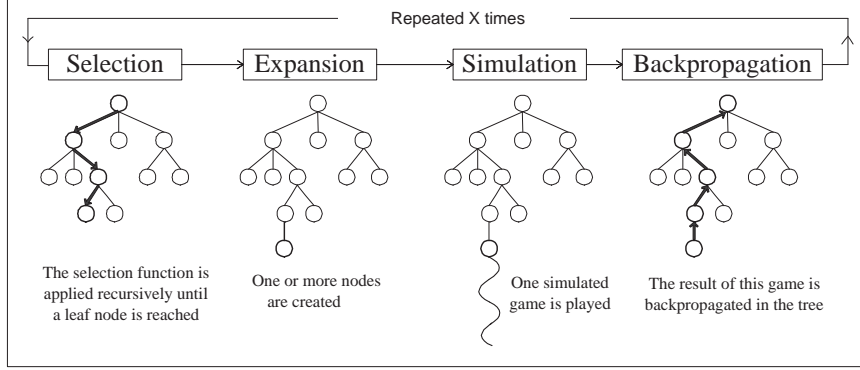 Repeated X times
Selection
Expansion
Simulation
Backpropagation
The selection function is
applied recursively until
a leaf node is reached
One or more nodes
are created
One simulated
game is played
The result of this game is
backpropagated in the tree